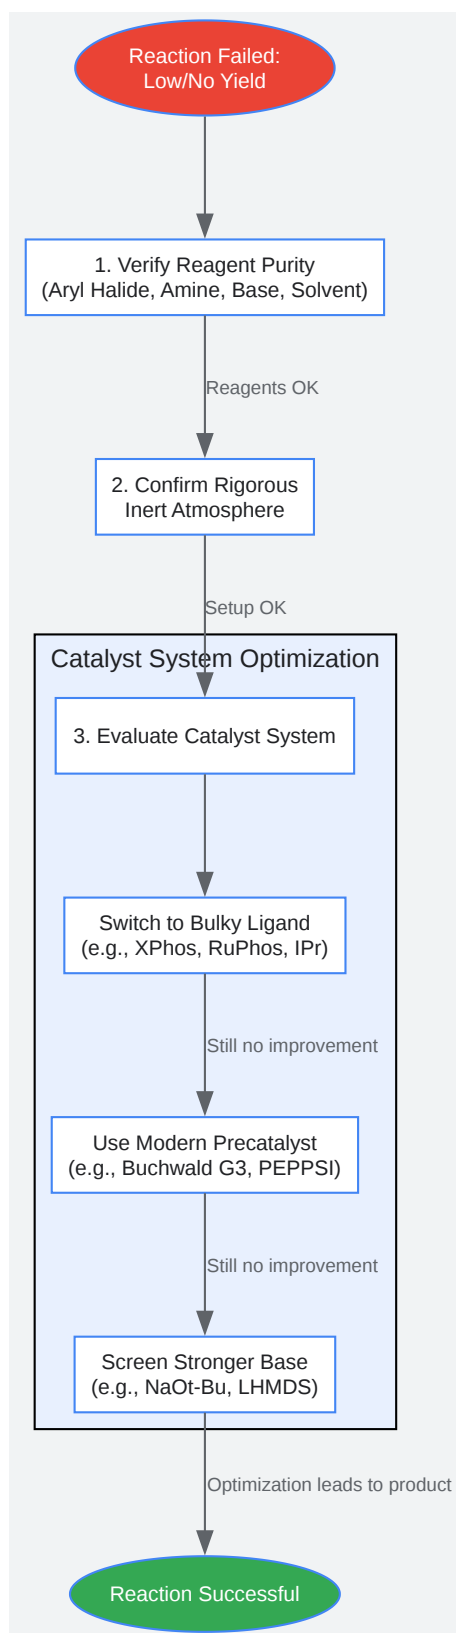 Reaction Failed:
Low/No Yield
1. Verify Reagent Purity
(Aryl Halide, Amine, Base, Solvent)
Reagents OK
2. Confirm Rigorous
Inert Atmosphere
Setup OK
Catalyst System Optimization
3. Evaluate Catalyst System
Switch to Bulky Ligand
(e.g., XPhos, RuPhos, IPr)
Still no improvement
Use Modern Precatalyst
(e.g., Buchwald G3, PEPPSI)
Still no improvement
Screen Stronger Base
(e.g., NaOt-Bu, LHMDS)
Optimization leads to product
Reaction Successful